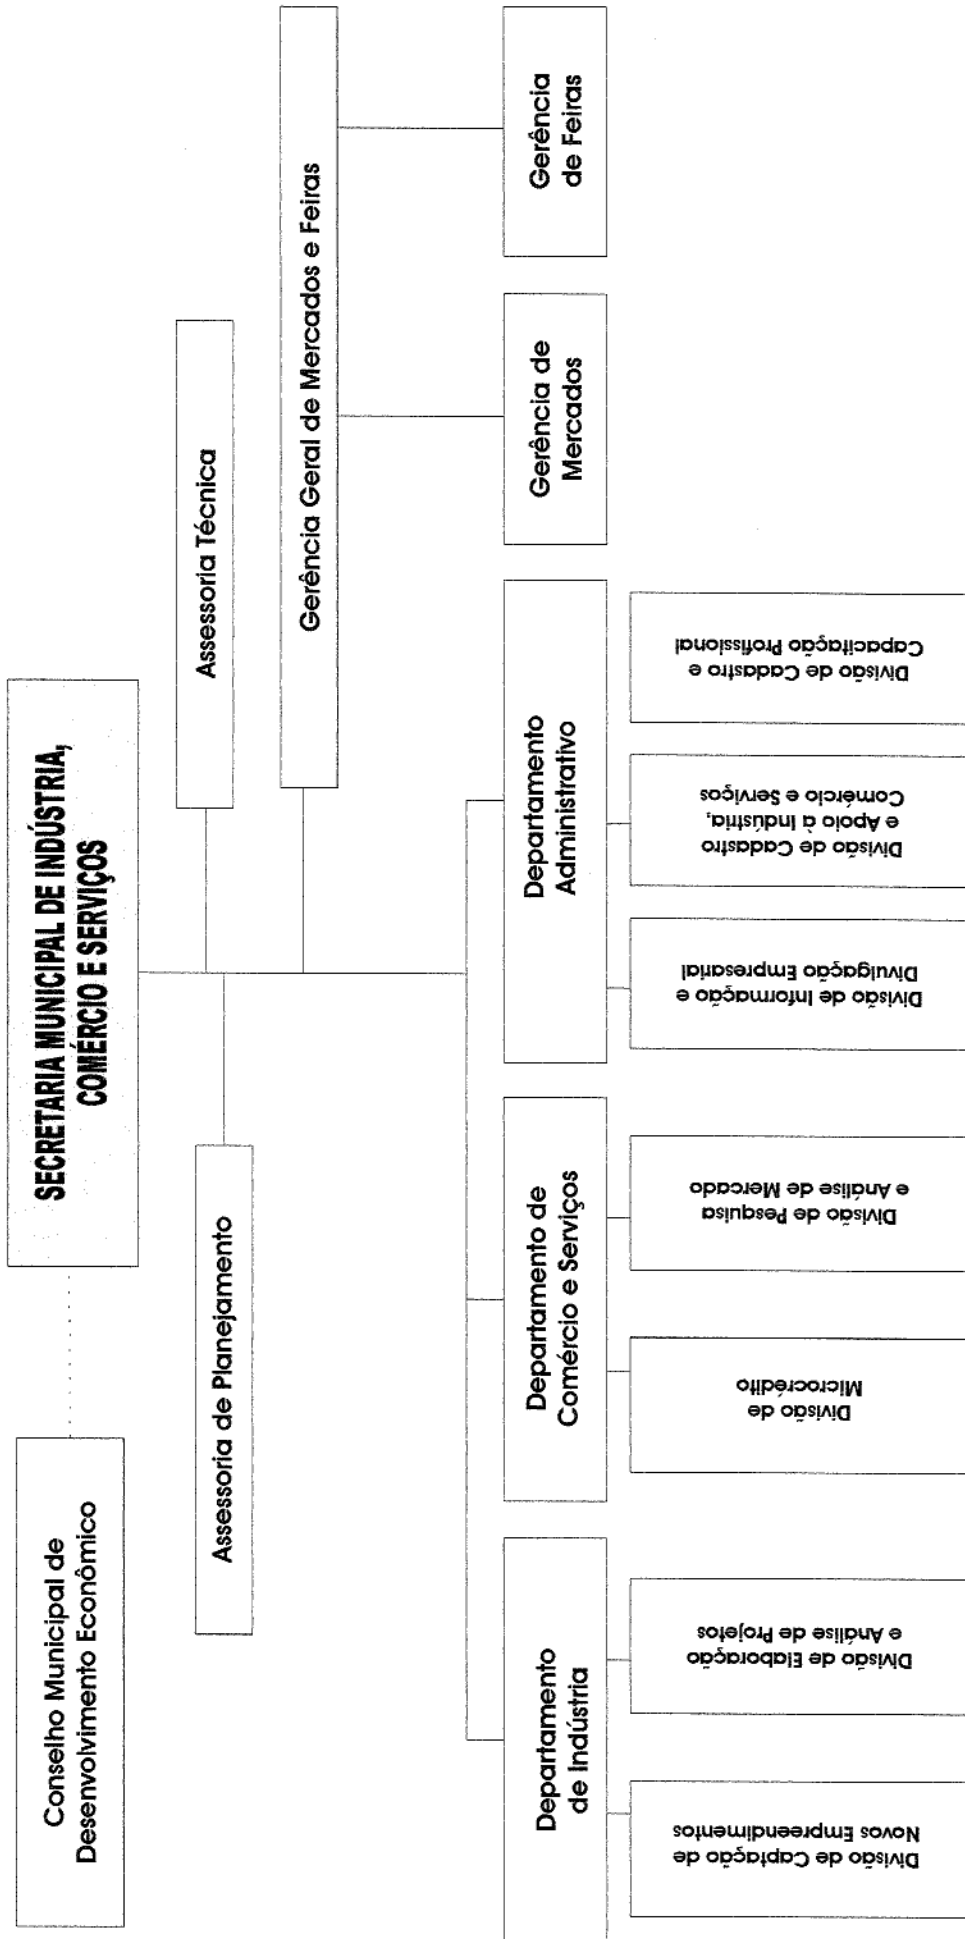 SECRETARIA MUNICIPAL DE INDÚSTRIA,
COMÉRCIO E SERVIÇOS
Conselho Municipal de
Desenvolvimento Econômico
Assessoria Técnica
Assessoria de Planejamento
Gerência Geral de Mercados e Feiras
Departamento
de Indústria
Departamento de
Comércio e Serviços
Departamento
Administrativo
Gerência de
Mercados
Gerência
de Feiras
Divisão de Captação de
Novos Empreendimentos
Divisão de Elaboração
e Análise de Projetos
Divisão de
Microcrédito
Divisão de Pesquisa
e Análise de Mercado
Divisão de Informação e
Divulgação Empresarial
Divisão de Cadastro
e Apoio à Indústria,
Comércio e Serviços
Divisão de Cadastro e
Capacitação Profissional